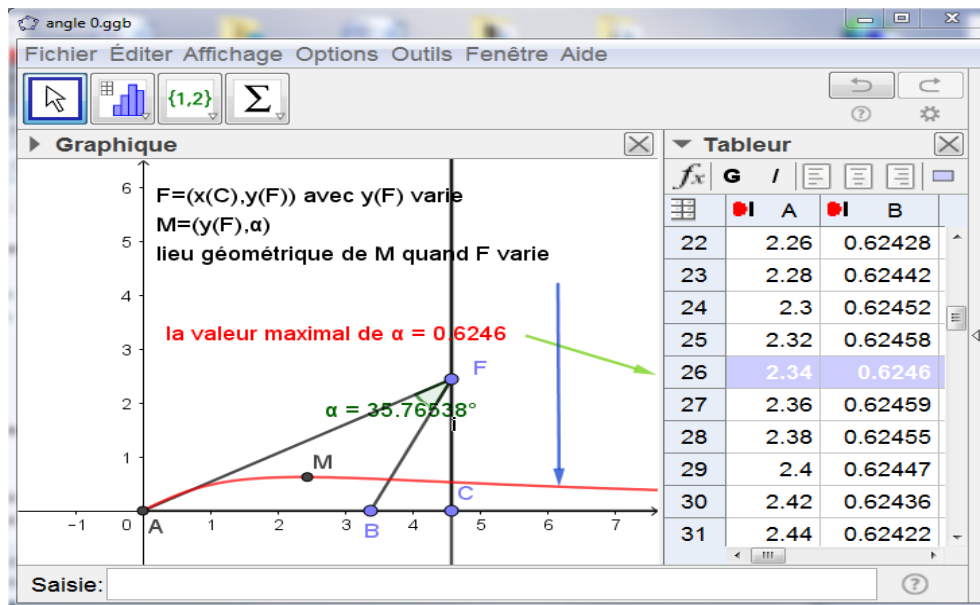 angle 0.ggb
Fichier Éditer Affichage Options Outils Fenêtre Aide
{1,2} Σ
Graphique
F=(x(C),y(F)) avec y(F) varie
M=(y(F),α)
lieu géométrique de M quand F varie
la valeur maximal de α = 0.6246
F
α = 35.76538°
i
M
C
A
B
6
5
4
3
2
1
-1 0 1 2 3 4 5 6 7
Tableur
fx G I
A B
22 2.26 0.62428
23 2.28 0.62442
24 2.3 0.62452
25 2.32 0.62458
26 2.34 0.6246
27 2.36 0.62459
28 2.38 0.62455
29 2.4 0.62447
30 2.42 0.62436
31 2.44 0.62422
Saisie: